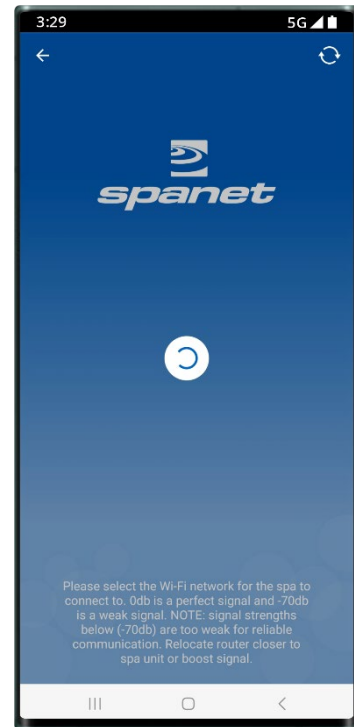 3:29
5G
spanet
Please select the Wi-Fi network for the spa to
connect to. 0db is a perfect signal and -70db
is a weak signal. NOTE: signal strengths
below (-70db) are too weak for reliable
communication. Relocate router closer to
spa unit or boost signal.